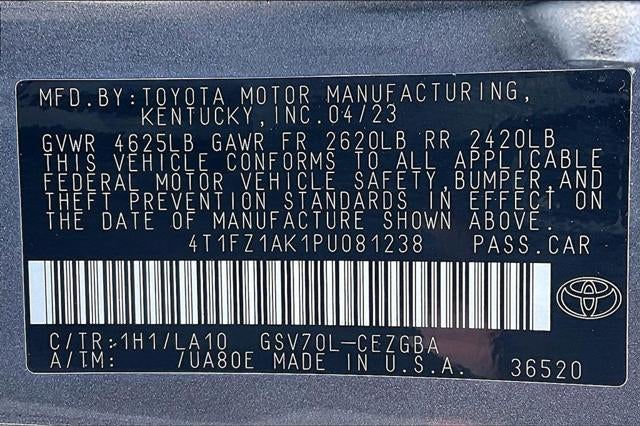 MFD.BY:TOYOTA MOTOR MANUFACTURING,
KENTUCKY,INC.04/23
GVWR 4625LB GAWR FR 2620LB RR 2420LB
THIS VEHICLE CONFORMS TO ALL APPLICABLE
FEDERAL MOTOR VEHICLE SAFETY,BUMPER,AND
THEFT PREVENTION STANDARDS IN EFFECT ON
THE DATE OF MANUFACTURE SHOWN ABOVE.
4T1FZ1AK1PU081238 PASS.CAR
C/TR:1H1/LA10 GSV70L-CEZGBA
A/TM: /UA80E MADE IN U.S.A. 36520